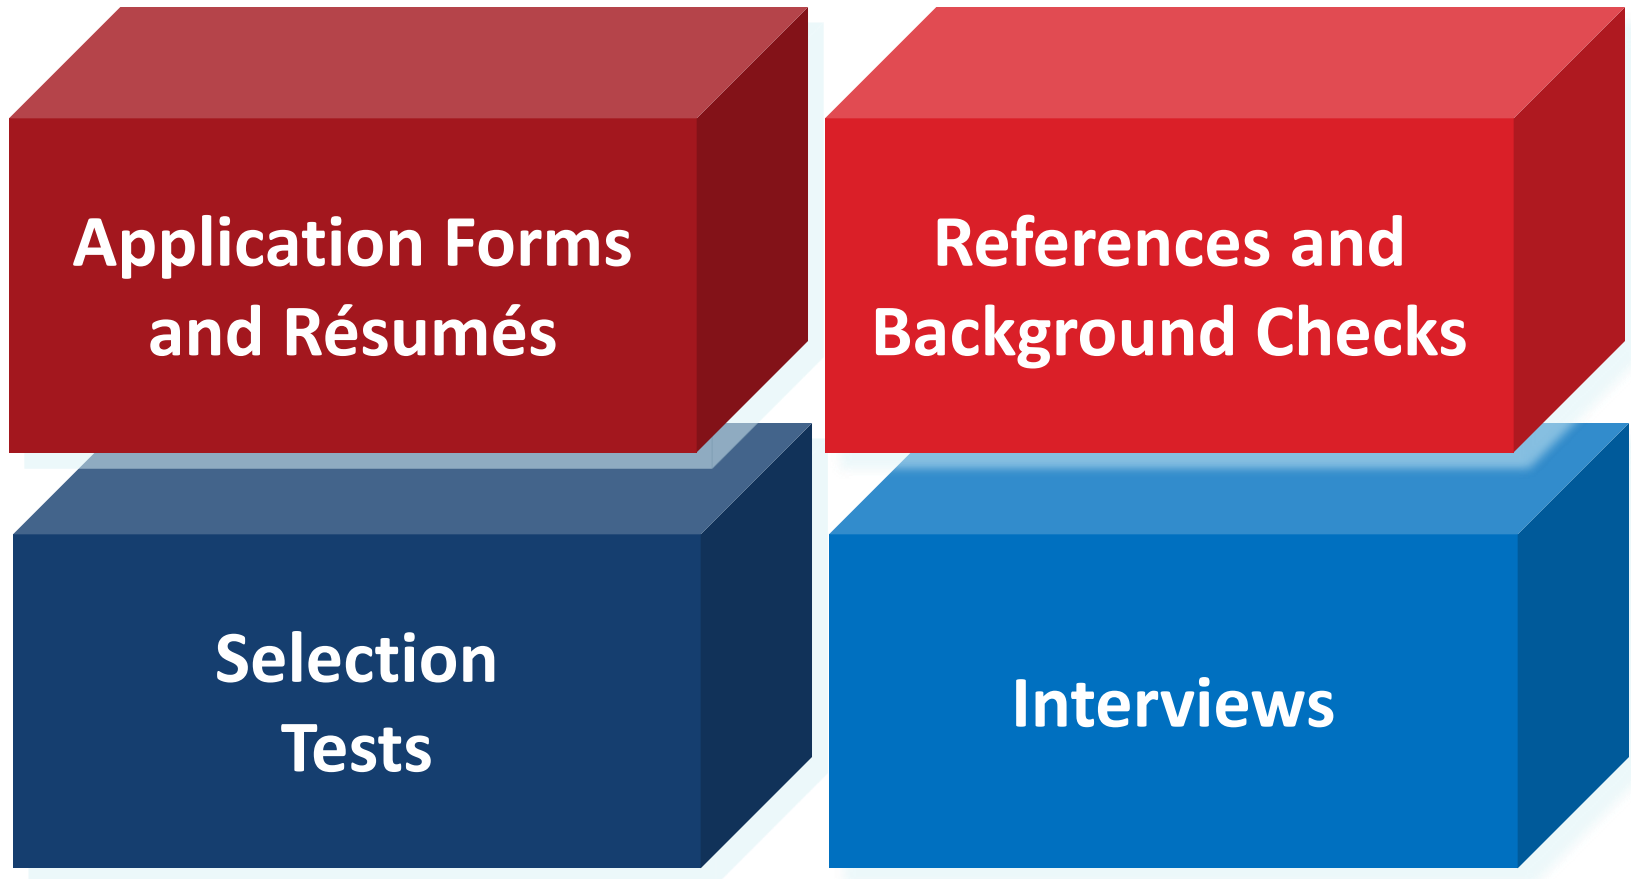 Application Forms
and Résumés
References and
Background Checks
Selection
Tests
Interviews